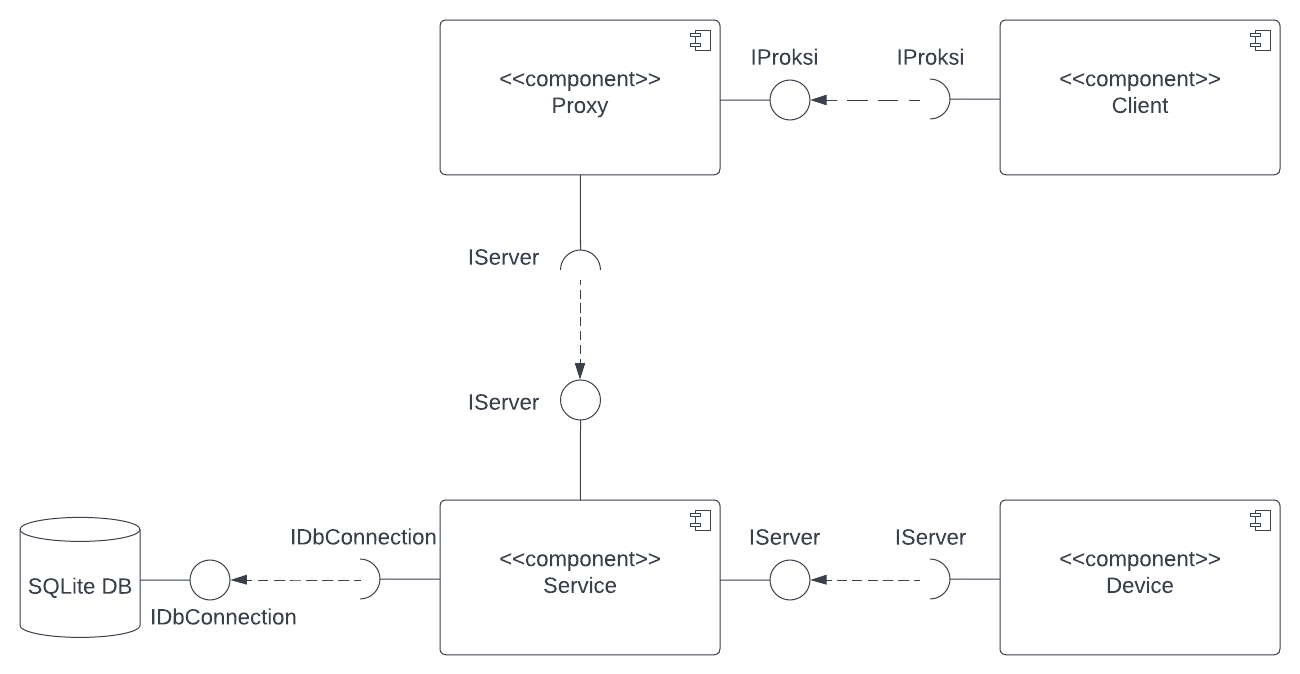 IProksi
IProksi
<<component>>
Proxy
<<component>>
Client
IServer
IServer
IDbConnection
IServer
IServer
<<component>>
Service
<<component>>
Device
SQLite DB
IDbConnection